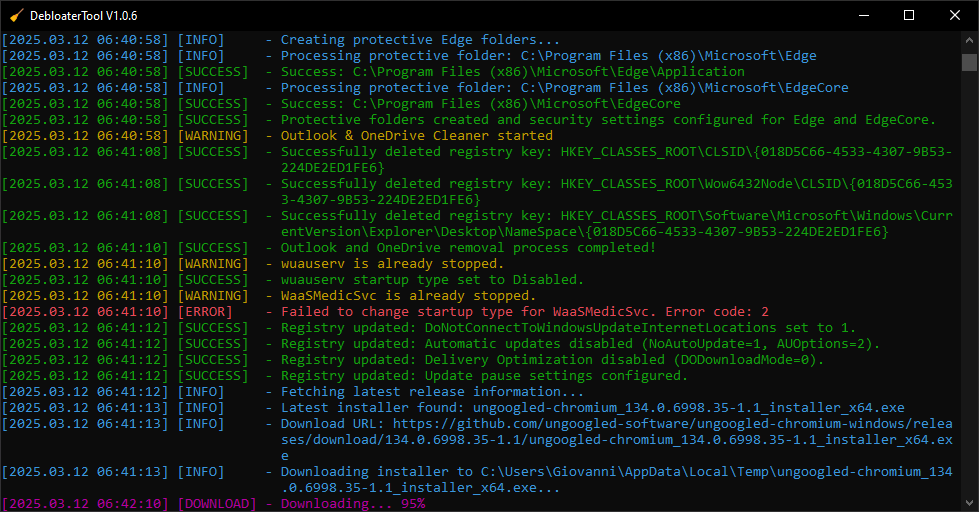 DebloaterTool V1.0.6
[2025.03.12 06:40:58] [INFO] - Creating protective Edge folders...
[2025.03.12 06:40:58] [INFO] - Processing protective folder: C:\Program Files (x86)\Microsoft\Edge
[2025.03.12 06:40:58] [SUCCESS] - Success: C:\Program Files (x86)\Microsoft\Edge\Application
[2025.03.12 06:40:58] [INFO] - Processing protective folder: C:\Program Files (x86)\Microsoft\EdgeCore
[2025.03.12 06:40:58] [SUCCESS] - Success: C:\Program Files (x86)\Microsoft\EdgeCore
[2025.03.12 06:40:58] [SUCCESS] - Protective folders created and security settings configured for Edge and EdgeCore.
[2025.03.12 06:40:58] [WARNING] - Outlook & OneDrive Cleaner started
[2025.03.12 06:41:08] [SUCCESS] - Successfully deleted registry key: HKEY_CLASSES_ROOT\CLSID\{018D5C66-4533-4307-9B53-
224DE2ED1FE6}
[2025.03.12 06:41:08] [SUCCESS] - Successfully deleted registry key: HKEY_CLASSES_ROOT\Wow6432Node\CLSID\{018D5C66-453
3-4307-9B53-224DE2ED1FE6}
[2025.03.12 06:41:08] [SUCCESS] - Successfully deleted registry key: HKEY_CLASSES_ROOT\Software\Microsoft\Windows\Curr
entVersion\Explorer\Desktop\NameSpace\{018D5C66-4533-4307-9B53-224DE2ED1FE6}
[2025.03.12 06:41:10] [SUCCESS] - Outlook and OneDrive removal process completed!
[2025.03.12 06:41:10] [WARNING] - wuauserv is already stopped.
[2025.03.12 06:41:10] [SUCCESS] - wuauserv startup type set to Disabled.
[2025.03.12 06:41:10] [WARNING] - WaaSMedicSvc is already stopped.
[2025.03.12 06:41:10] [ERROR] - Failed to change startup type for WaaSMedicSvc. Error code: 2
[2025.03.12 06:41:12] [SUCCESS] - Registry updated: DoNotConnectToWindowsUpdateInternetLocations set to 1.
[2025.03.12 06:41:12] [SUCCESS] - Registry updated: Automatic updates disabled (NoAutoUpdate=1, AUOptions=2).
[2025.03.12 06:41:12] [SUCCESS] - Registry updated: Delivery Optimization disabled (DODownloadMode=0).
[2025.03.12 06:41:12] [SUCCESS] - Registry updated: Update pause settings configured.
[2025.03.12 06:41:12] [INFO] - Fetching latest release information...
[2025.03.12 06:41:13] [INFO] - Latest installer found: ungoogled-chromium_134.0.6998.35-1.1_installer_x64.exe
[2025.03.12 06:41:13] [INFO] - Download URL: https://github.com/ungoogled-software/ungoogled-chromium-windows/relea
ses/download/134.0.6998.35-1.1/ungoogled-chromium_134.0.6998.35-1.1_installer_x64.ex
e
[2025.03.12 06:41:13] [INFO] - Downloading installer to C:\Users\Giovanni\AppData\Local\Temp\ungoogled-chromium_134
.0.6998.35-1.1_installer_x64.exe...
[2025.03.12 06:42:10] [DOWNLOAD] - Downloading... 95%